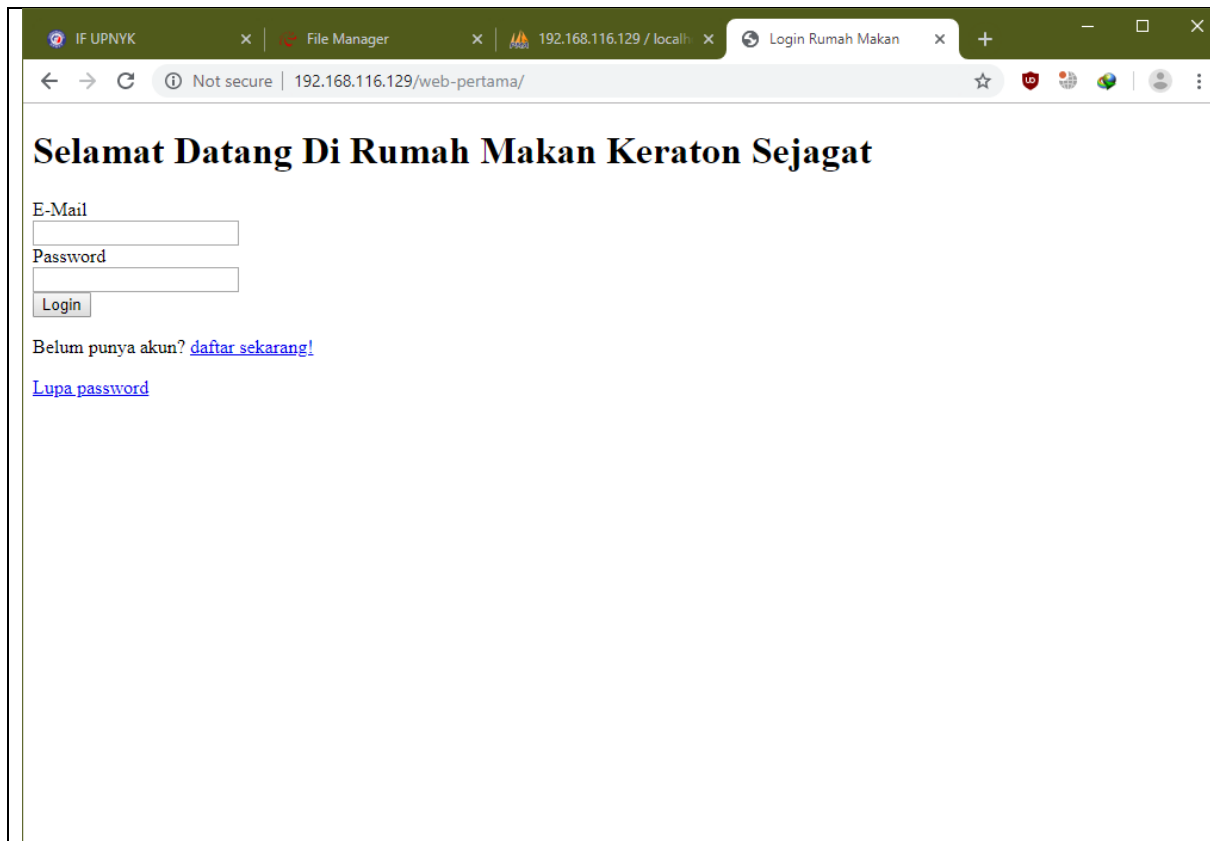 IF UPNYK
File Manager
192.168.116.129 / localh
Login Rumah Makan
Not secure | 192.168.116.129/web-pertama/
Selamat Datang Di Rumah Makan Keraton Sejagat
E-Mail
Password
Login
Belum punya akun? daftar sekarang!
Lupa password